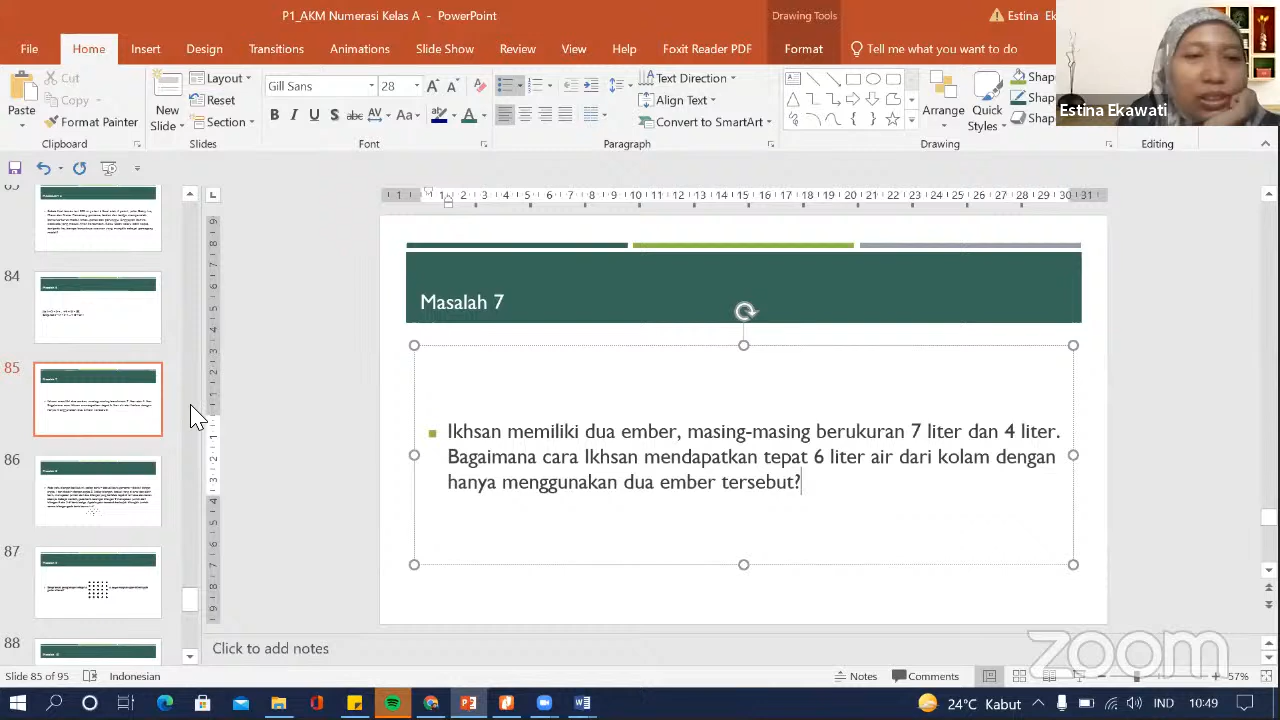 P1_AKM Numerasi Kelas A - PowerPoint
Drawing Tools
Estina Ek
File Home Insert Design Transitions Animations Slide Show Review View Help Foxit Reader PDF Format Tell me what you want to do
Estina Ekawati
Paste
Cut
Copy
Format Painter
Clipboard
New Slide
Layout
Reset
Section
Slides
Gill Sans 28
Font
Text Direction
Align Text
Convert to SmartArt
Paragraph
Arrange
Quick Styles
Shap
Shap
Shap
Drawing
Editing
84
85
86
87
88
Masalah 7
Ikhsan memiliki dua ember, masing-masing berukuran 7 liter dan 4 liter.
Bagaimana cara Ikhsan mendapatkan tepat 6 liter air dari kolam dengan
hanya menggunakan dua ember tersebut?
Click to add notes
zoom
Slide 85 of 95 Indonesian Notes Comments 57%
24°C Kabut IND 10:49